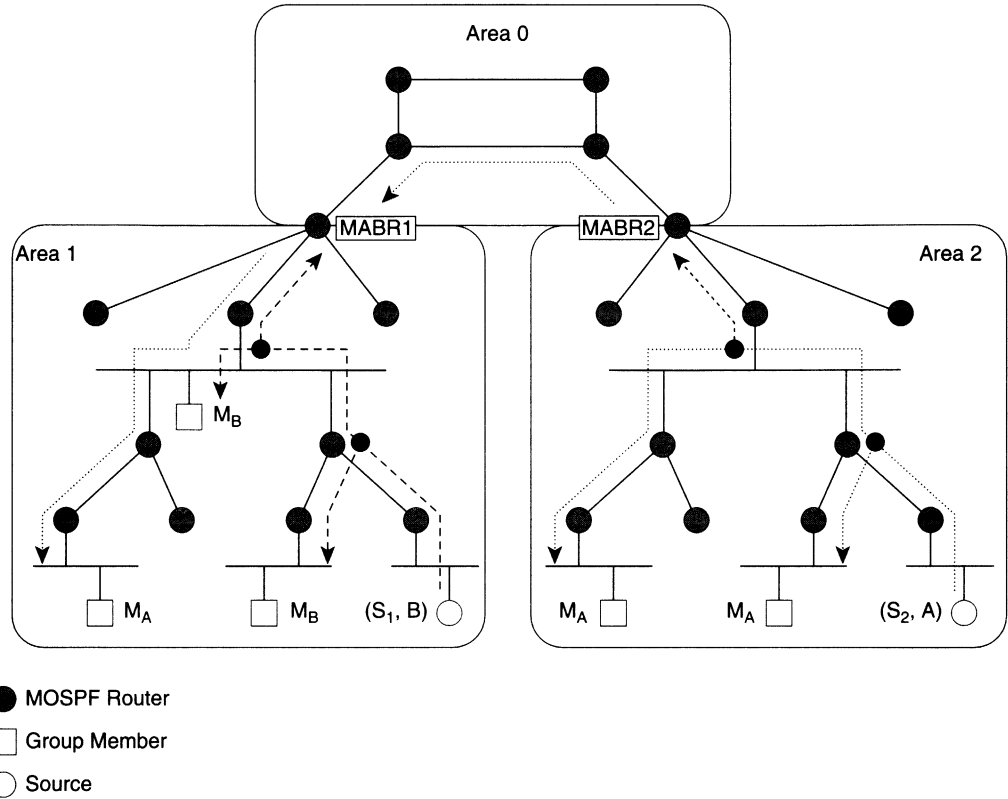 Area 0
MABR1
MABR2
Area 1
Area 2
M_B
M_A
M_B
(S_1, B)
M_A
M_A
(S_2, A)
MOSPF Router
Group Member
Source